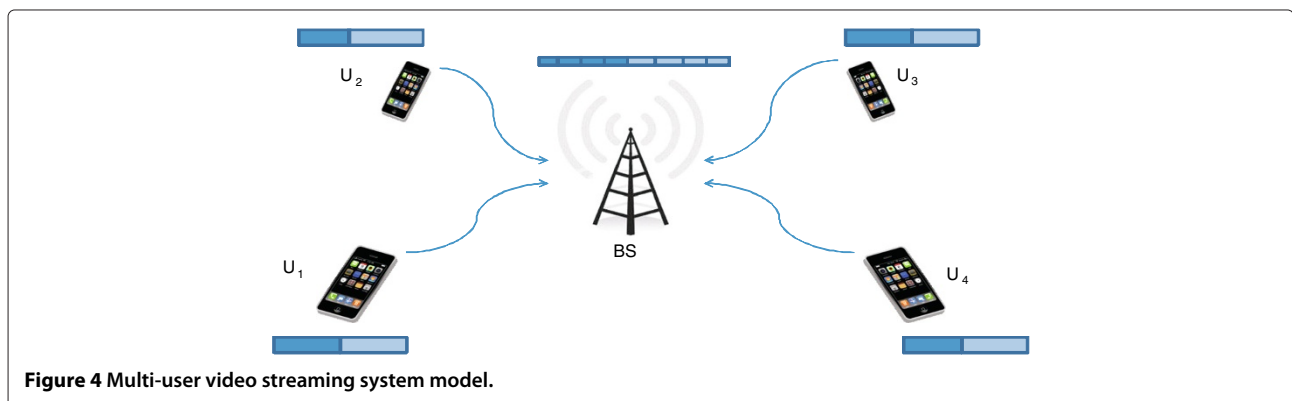 U2
U3
BS
U1
U4
Figure 4 Multi-user video streaming system model.